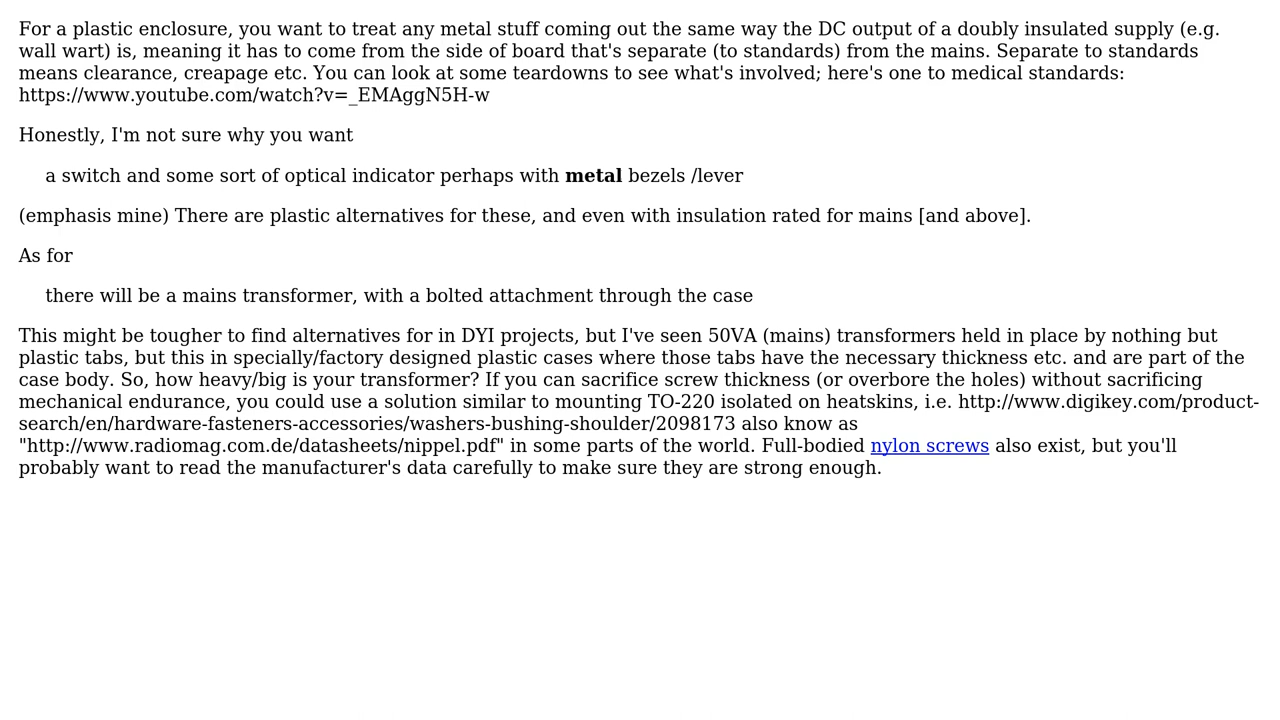 For a plastic enclosure, you want to treat any metal stuff coming out the same way the DC output of a doubly insulated supply (e.g.
wall wart) is, meaning it has to come from the side of board that's separate (to standards) from the mains. Separate to standards
means clearance, creapage etc. You can look at some teardowns to see what's involved; here's one to medical standards:
https://www.youtube.com/watch?v=_EMAggN5H-w
Honestly, I'm not sure why you want
a switch and some sort of optical indicator perhaps with metal bezels /lever
(emphasis mine) There are plastic alternatives for these, and even with insulation rated for mains [and above].
As for
there will be a mains transformer, with a bolted attachment through the case
This might be tougher to find alternatives for in DYI projects, but I've seen 50VA (mains) transformers held in place by nothing but
plastic tabs, but this in specially/factory designed plastic cases where those tabs have the necessary thickness etc. and are part of the
case body. So, how heavy/big is your transformer? If you can sacrifice screw thickness (or overbore the holes) without sacrificing
mechanical endurance, you could use a solution similar to mounting TO-220 isolated on heatskins, i.e. http://www.digikey.com/product-
search/en/hardware-fasteners-accessories/washers-bushing-shoulder/2098173 also know as
"http://www.radiomag.com.de/datasheets/nippel.pdf" in some parts of the world. Full-bodied nylon screws also exist, but you'll
probably want to read the manufacturer's data carefully to make sure they are strong enough.